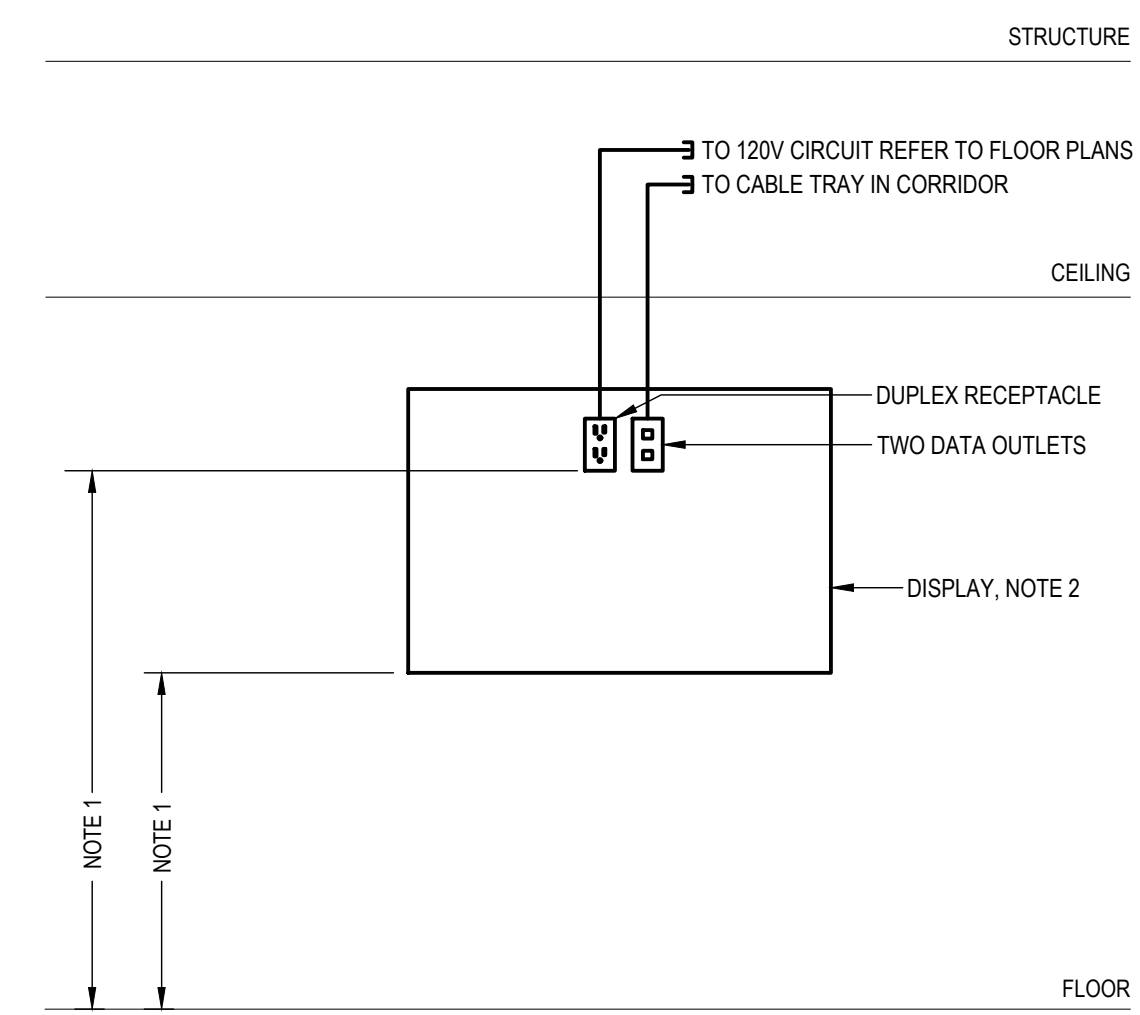 STRUCTURE
TO 120V CIRCUIT REFER TO FLOOR PLANS
TO CABLE TRAY IN CORRIDOR
CEILING
DUPLEX RECEPTACLE
TWO DATA OUTLETS
DISPLAY, NOTE 2
NOTE 1
NOTE 1
FLOOR